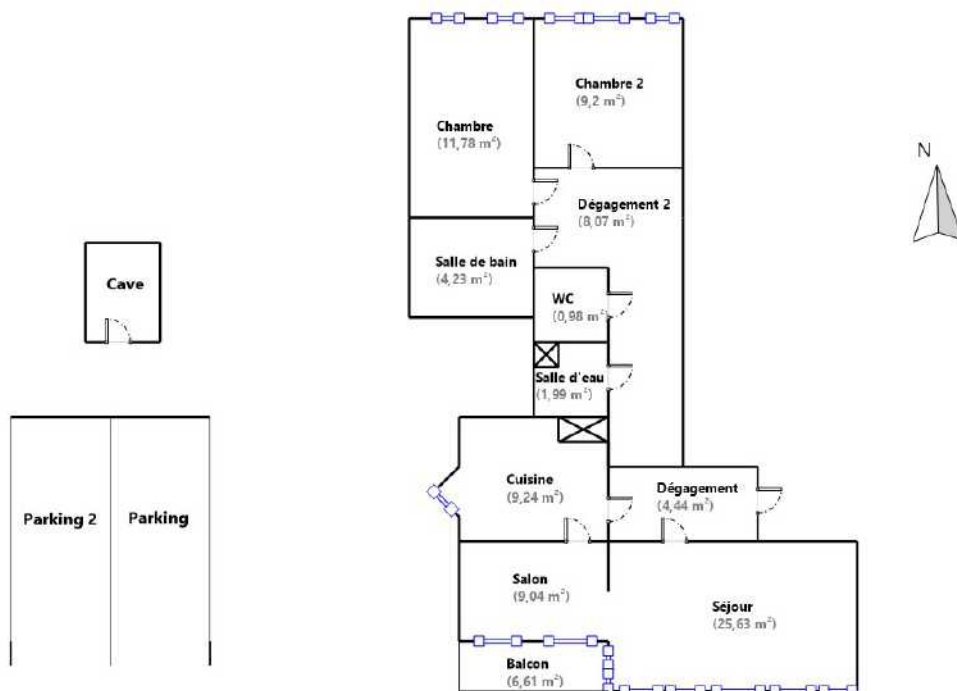 Chambre 2
(9,2 m²)
Chambre
(11,78 m²)
N
Dégagement 2
(8,07 m²)
Salle de bain
(4,23 m²)
Cave
WC
(0,98 m²)
Salle d'eau
(1,99 m²)
Cuisine
(9,24 m²)
Dégagement
(4,44 m²)
Parking 2
Parking
Salon
(9,04 m²)
Séjour
(25,63 m²)
Balcon
(6,61 m²)